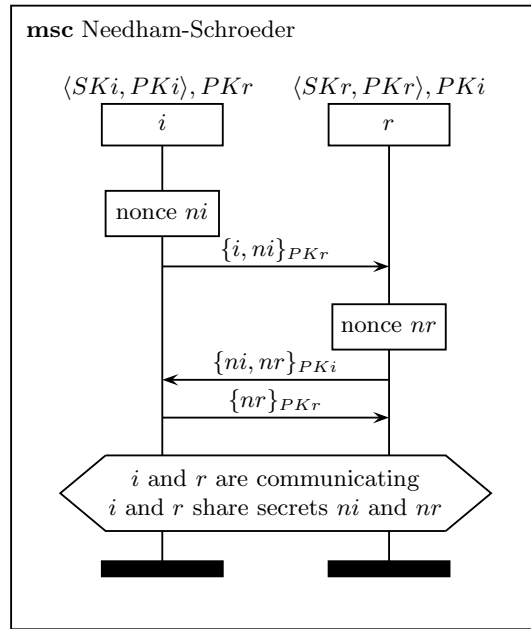 msc Needham-Schroeder
⟨SKi, PKi⟩, PKr ⟨SKr, PKr⟩, PKi
i r
nonce ni
{i, ni}PKr
nonce nr
{ni, nr}PKi
{nr}PKr
i and r are communicating
i and r share secrets ni and nr